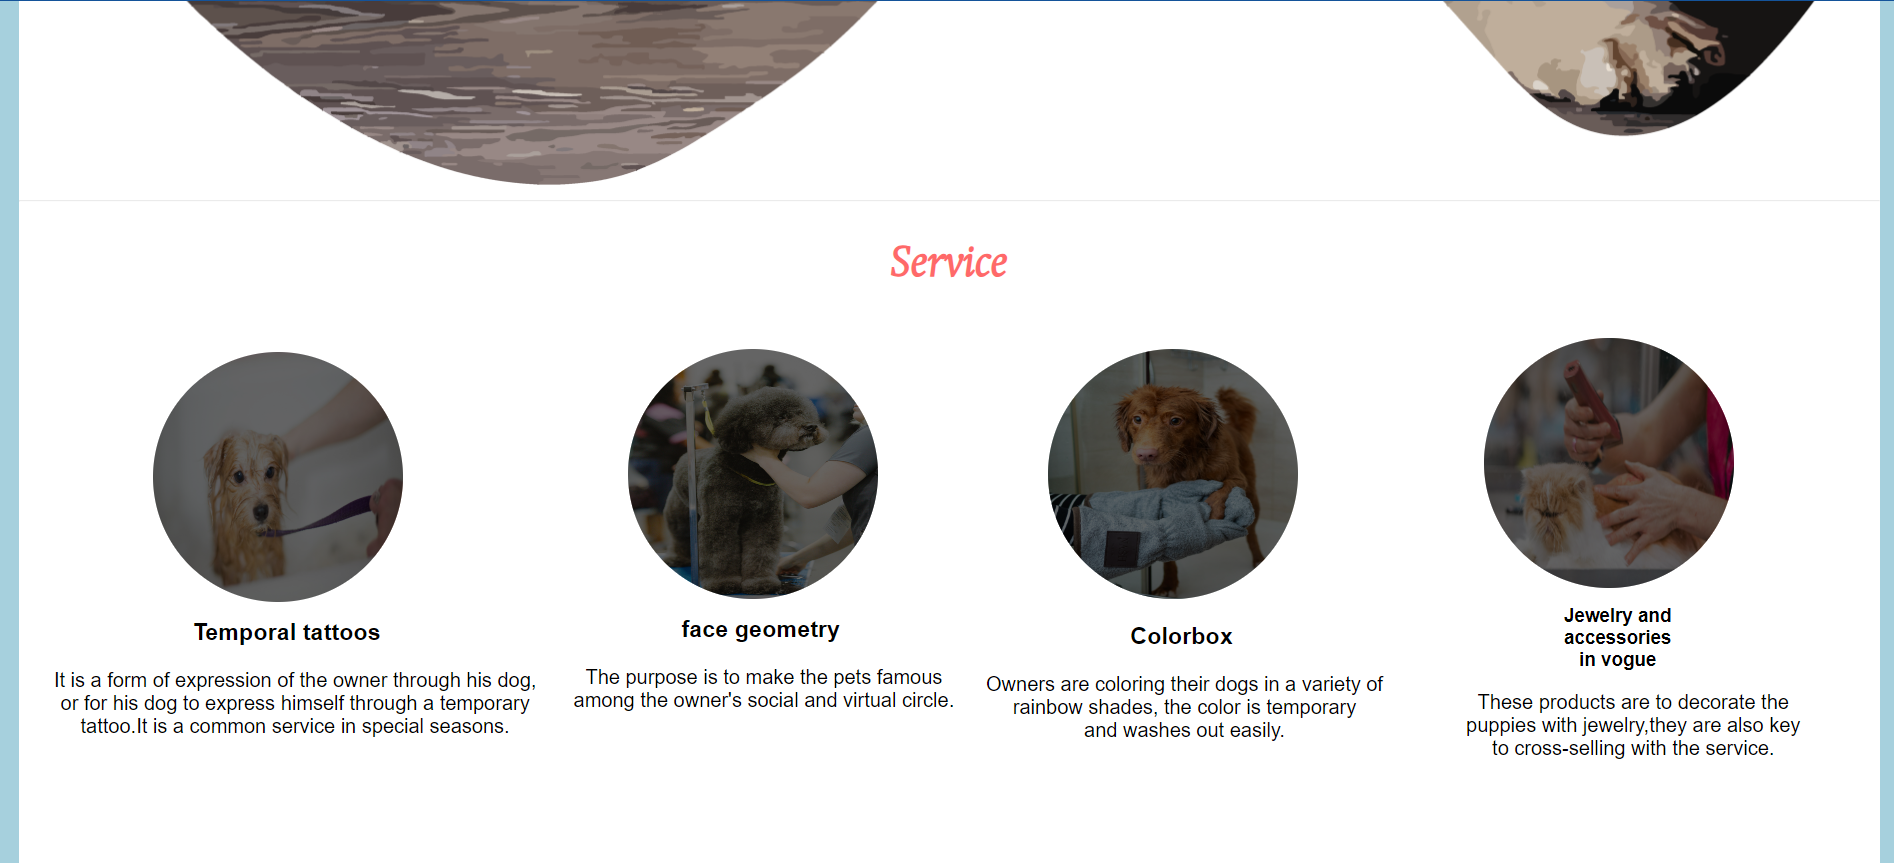 Service
Temporal tattoos
It is a form of expression of the owner through his dog,
or for his dog to express himself through a temporary
tattoo.It is a common service in special seasons.
face geometry
The purpose is to make the pets famous
among the owner's social and virtual circle.
Colorbox
Owners are coloring their dogs in a variety of
rainbow shades, the color is temporary
and washes out easily.
Jewelry and
accessories
in vogue
These products are to decorate the
puppies with jewelry,they are also key
to cross-selling with the service.